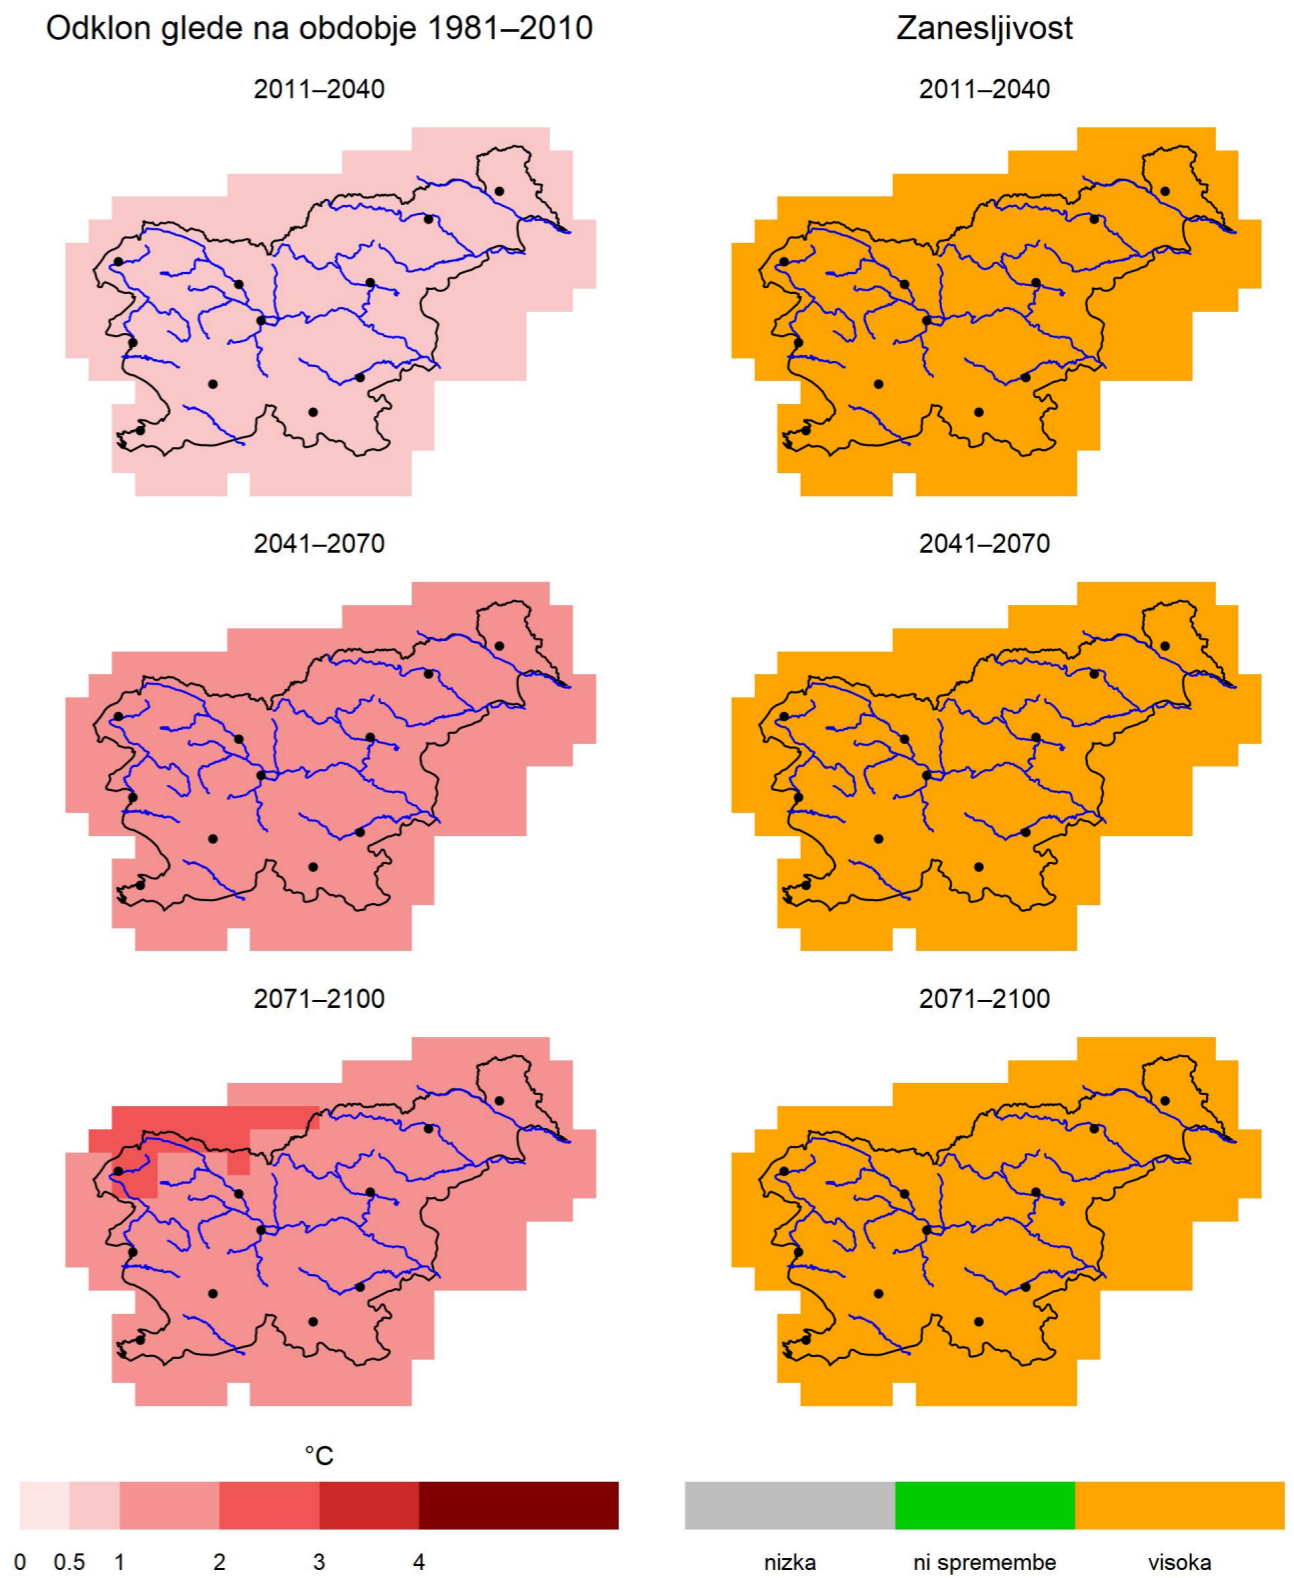 Odklon glede na obdobje 1981–2010
Zanesljivost
2011–2040
2011–2040
2041–2070
2041–2070
2071–2100
2071–2100
°C
0 0.5 1 2 3 4
nizka ni spremembe visoka